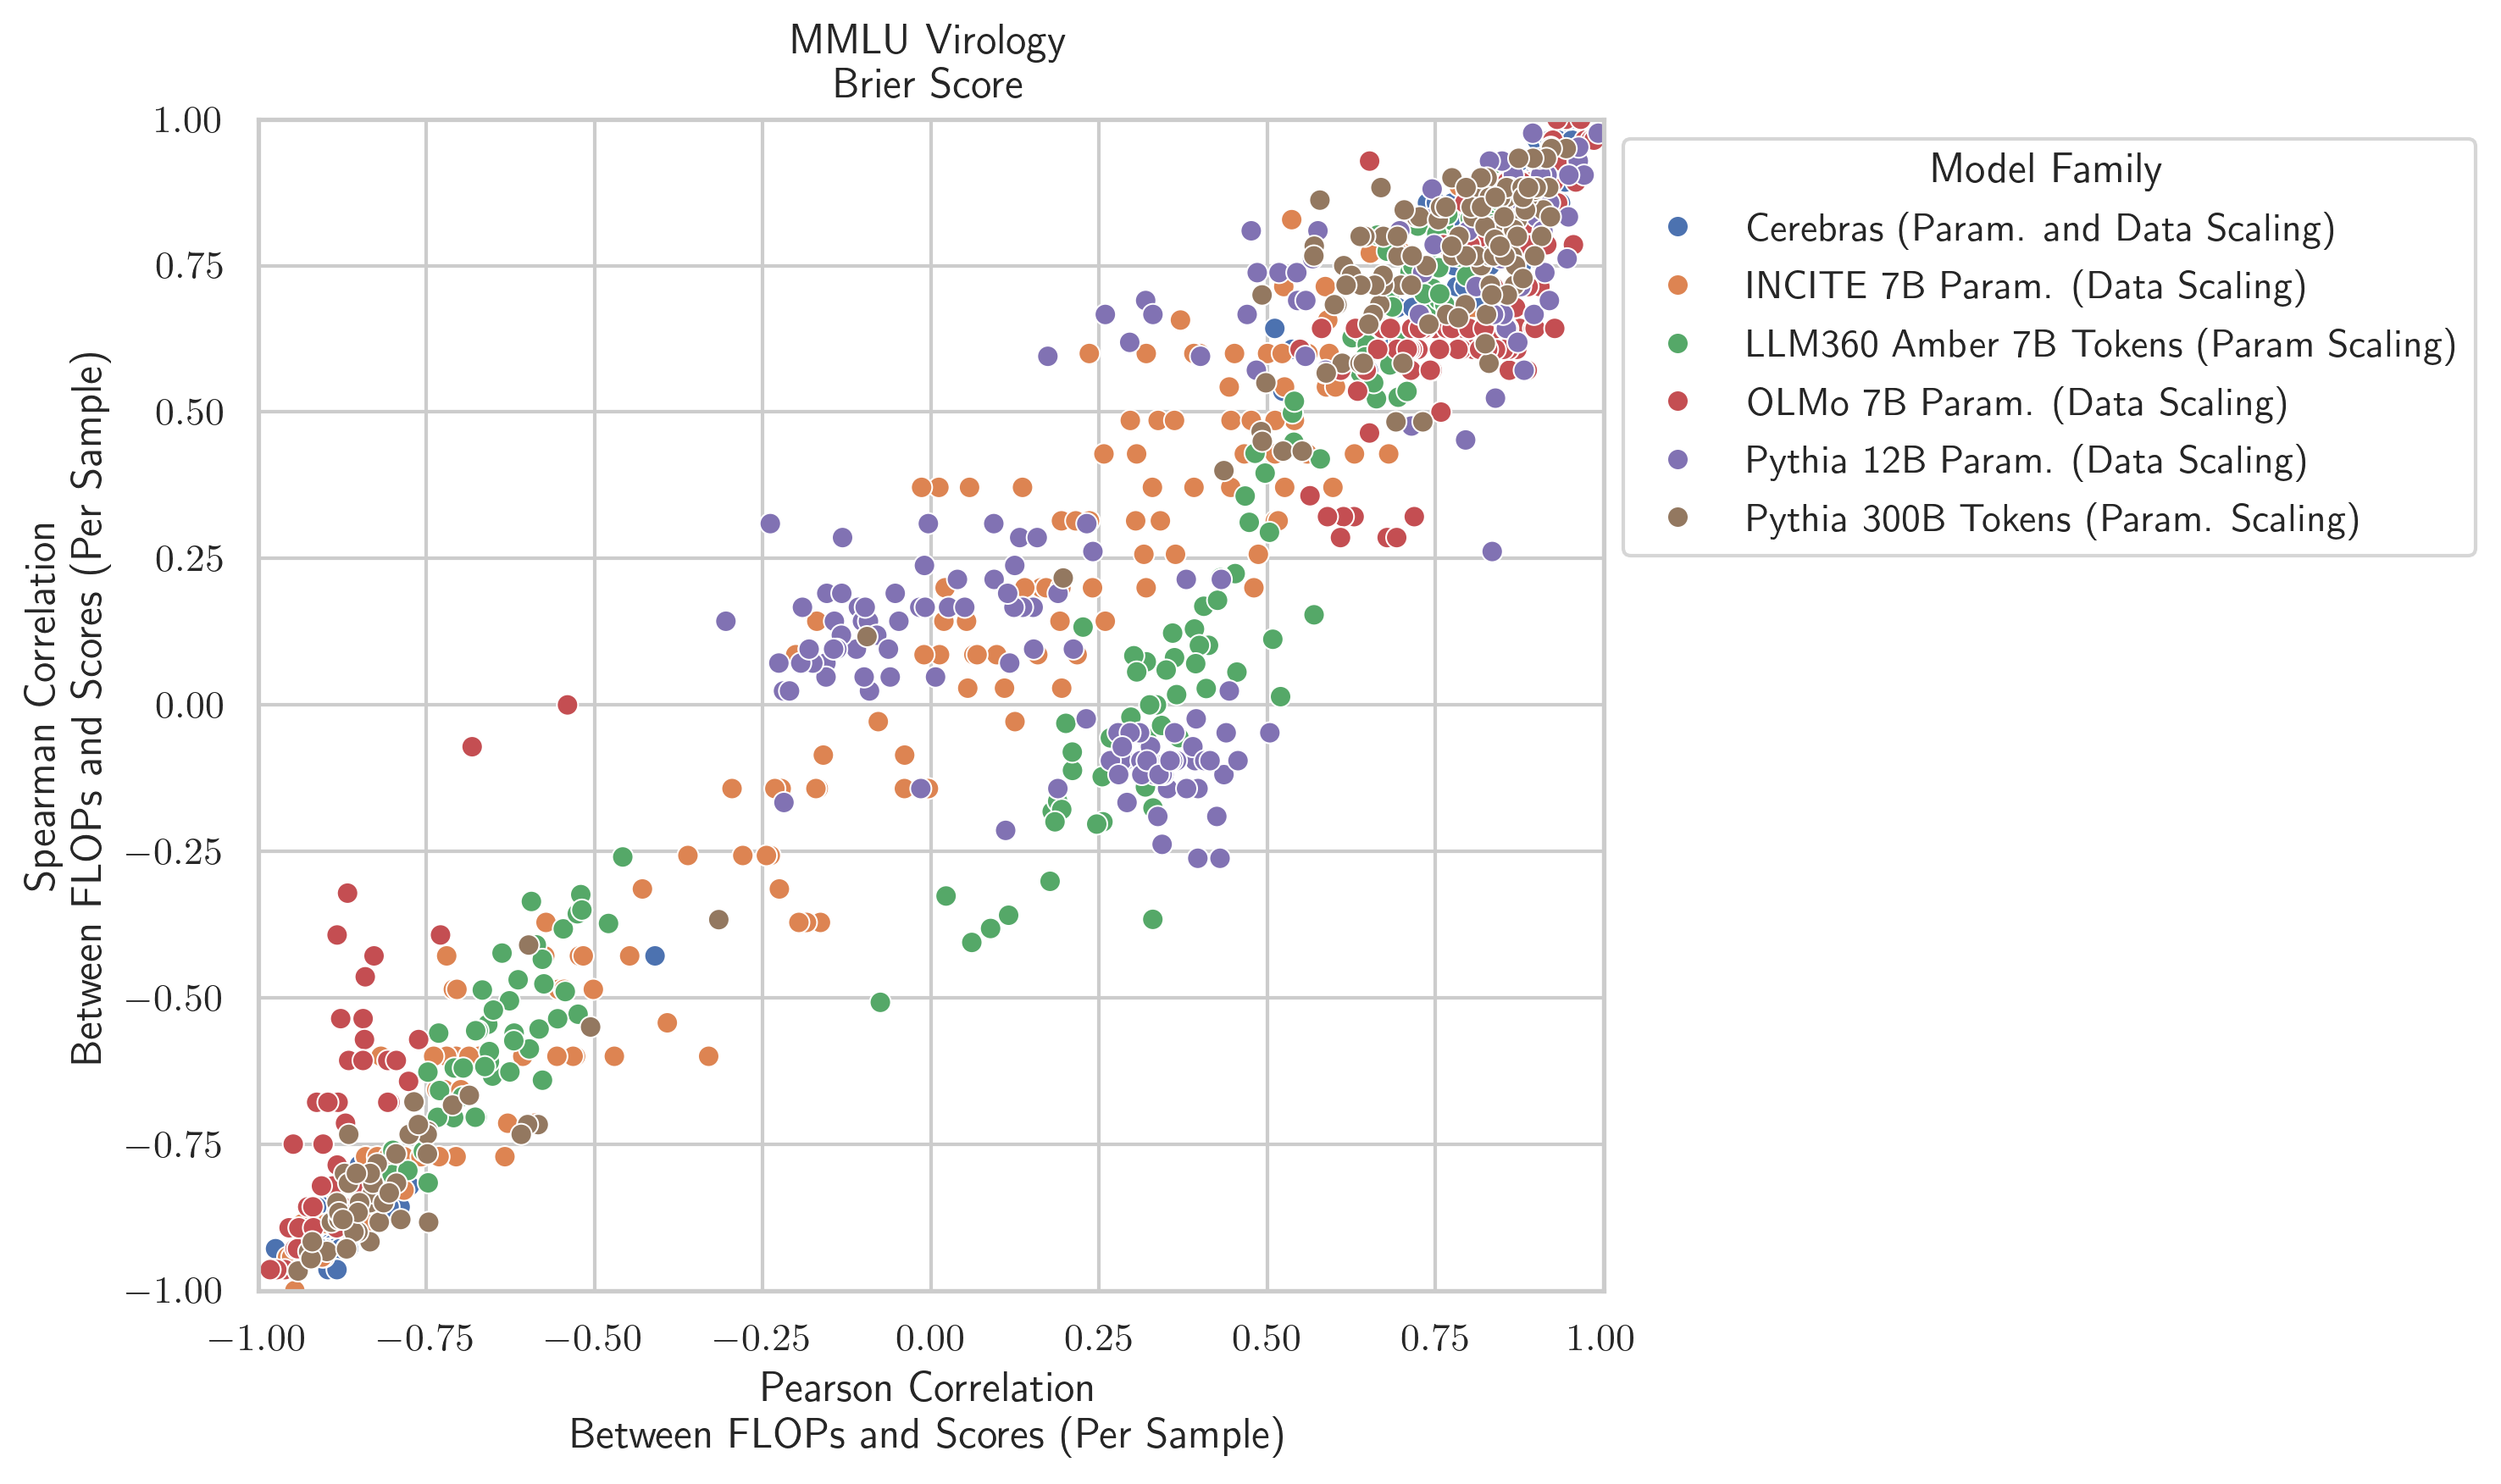 MMLU Virology
Brier Score
Spearman Correlation
Between FLOPs and Scores (Per Sample)
1.00
0.75
0.50
0.25
0.00
−0.25
−0.50
−0.75
−1.00
−1.00 −0.75 −0.50 −0.25 0.00 0.25 0.50 0.75 1.00
Pearson Correlation
Between FLOPs and Scores (Per Sample)
Model Family
Cerebras (Param. and Data Scaling)
INCITE 7B Param. (Data Scaling)
LLM360 Amber 7B Tokens (Param Scaling)
OLMo 7B Param. (Data Scaling)
Pythia 12B Param. (Data Scaling)
Pythia 300B Tokens (Param. Scaling)